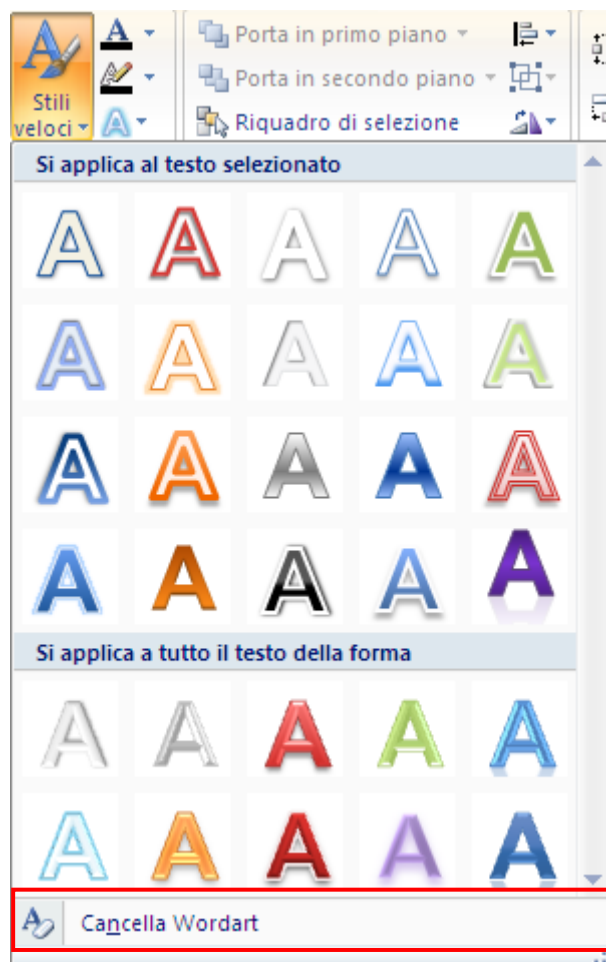 Porta in primo piano
Porta in secondo piano
Riquadro di selezione
Stili
veloci
Si applica al testo selezionato
A A A A A
A A A A A
A A A A A
A A A A A
Si applica a tutto il testo della forma
A A A A A
A A A A A
Cancella Wordart